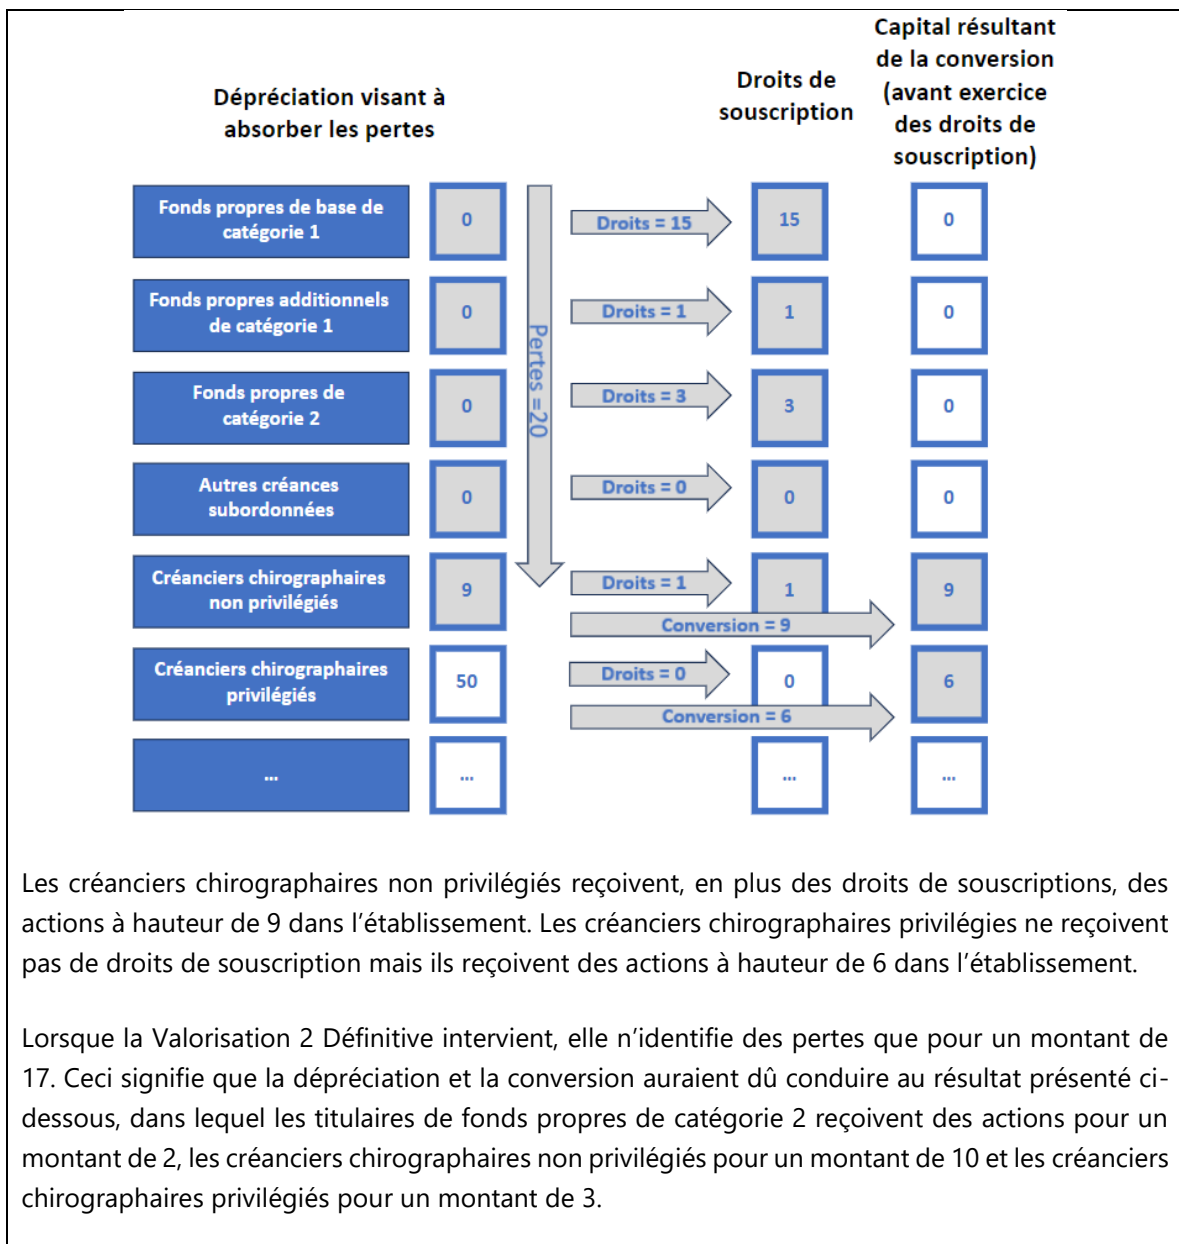 Dépréciation visant à
absorber les pertes
Droits de
souscription
Capital résultant
de la conversion
(avant exercice
des droits de
souscription)
Fonds propres de base de
catégorie 1
0
Droits = 15
15
0
Fonds propres additionnels
de catégorie 1
0
Droits = 1
1
0
Pertes =20
Fonds propres de
catégorie 2
0
Droits = 3
3
0
Autres créances
subordonnées
0
Droits = 0
0
0
Créanciers chirographaires
non privilégiés
9
Droits = 1
1
9
Conversion = 9
Créanciers chirographaires
privilégiés
50
Droits = 0
0
6
Conversion = 6
...
...
...
...
Les créanciers chirographaires non privilégiés reçoivent, en plus des droits de souscriptions, des
actions à hauteur de 9 dans l’établissement. Les créanciers chirographaires privilégies ne reçoivent
pas de droits de souscription mais ils reçoivent des actions à hauteur de 6 dans l’établissement.
Lorsque la Valorisation 2 Définitive intervient, elle n’identifie des pertes que pour un montant de
17. Ceci signifie que la dépréciation et la conversion auraient dû conduire au résultat présenté ci-
dessous, dans lequel les titulaires de fonds propres de catégorie 2 reçoivent des actions pour un
montant de 2, les créanciers chirographaires non privilégiés pour un montant de 10 et les créanciers
chirographaires privilégiés pour un montant de 3.